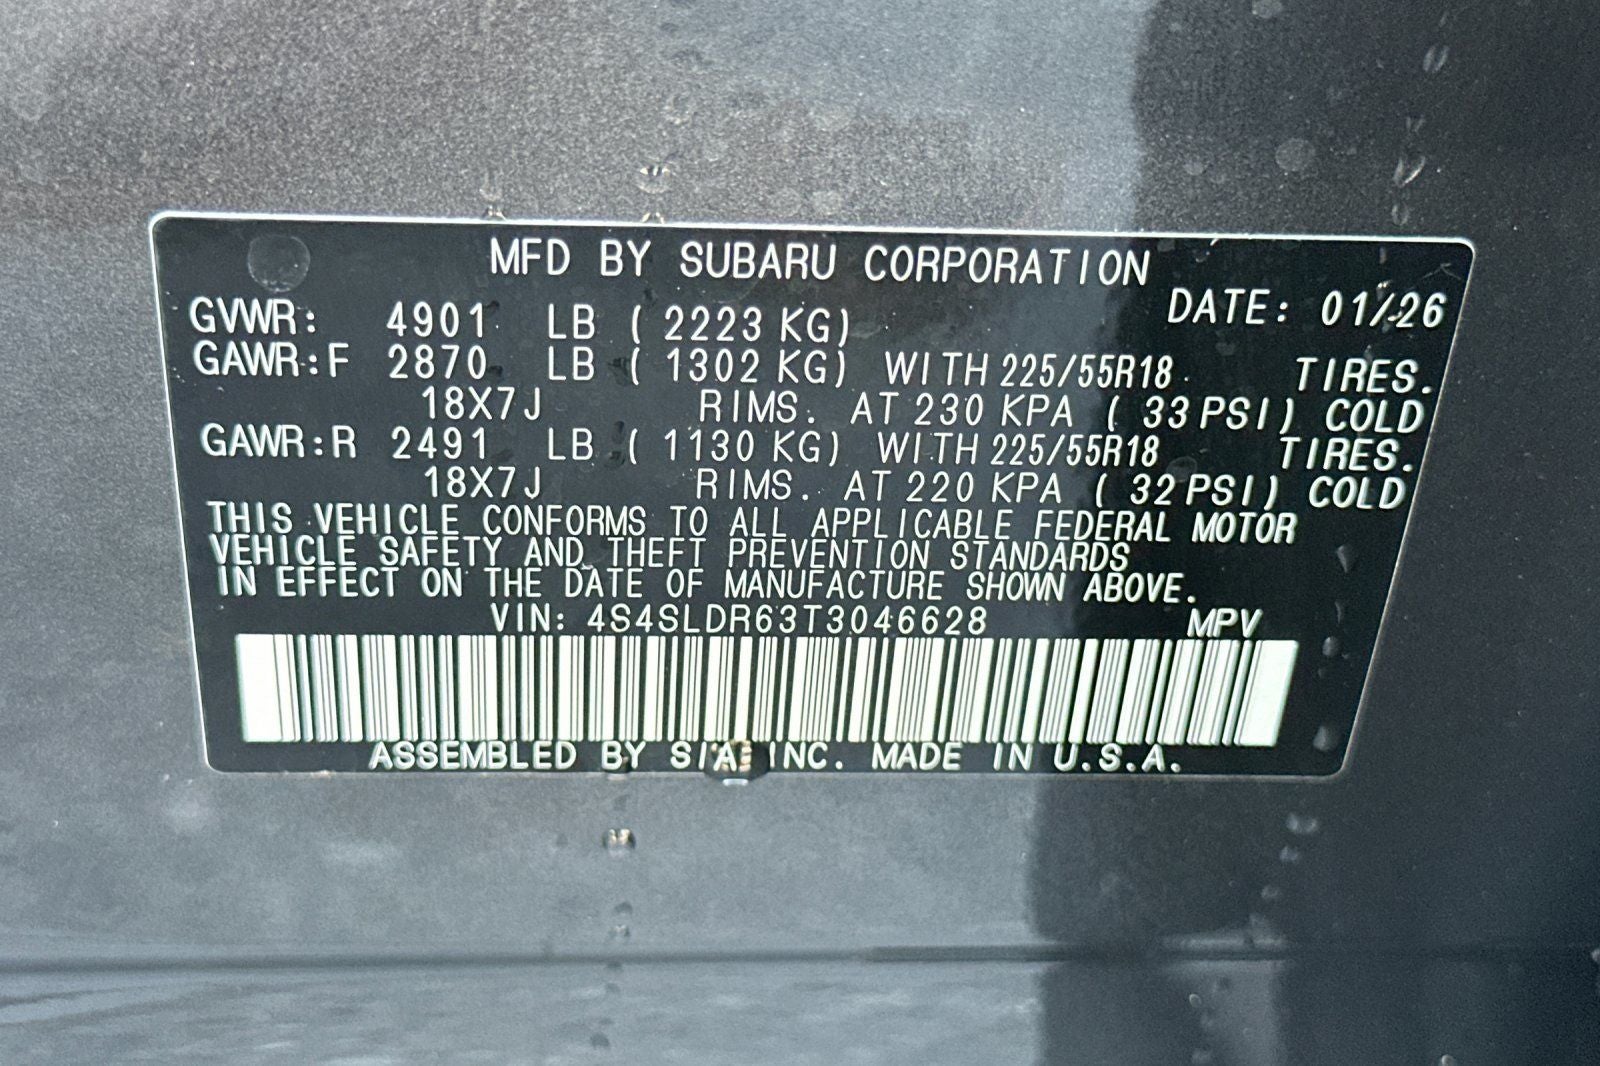 MFD BY SUBARU CORPORATION
DATE: 01/26
GVWR: 4901 LB ( 2223 KG)
GAWR:F 2870 LB ( 1302 KG) WITH 225/55R18 TIRES.
18X7J RIMS. AT 230 KPA ( 33 PSI) COLD
GAWR:R 2491 LB ( 1130 KG) WITH 225/55R18 TIRES.
18X7J RIMS. AT 220 KPA ( 32 PSI) COLD
THIS VEHICLE CONFORMS TO ALL APPLICABLE FEDERAL MOTOR
VEHICLE SAFETY AND THEFT PREVENTION STANDARDS
IN EFFECT ON THE DATE OF MANUFACTURE SHOWN ABOVE.
VIN: 4S4SLDR63T3046628 MPV
ASSEMBLED BY SIA INC. MADE IN U.S.A.